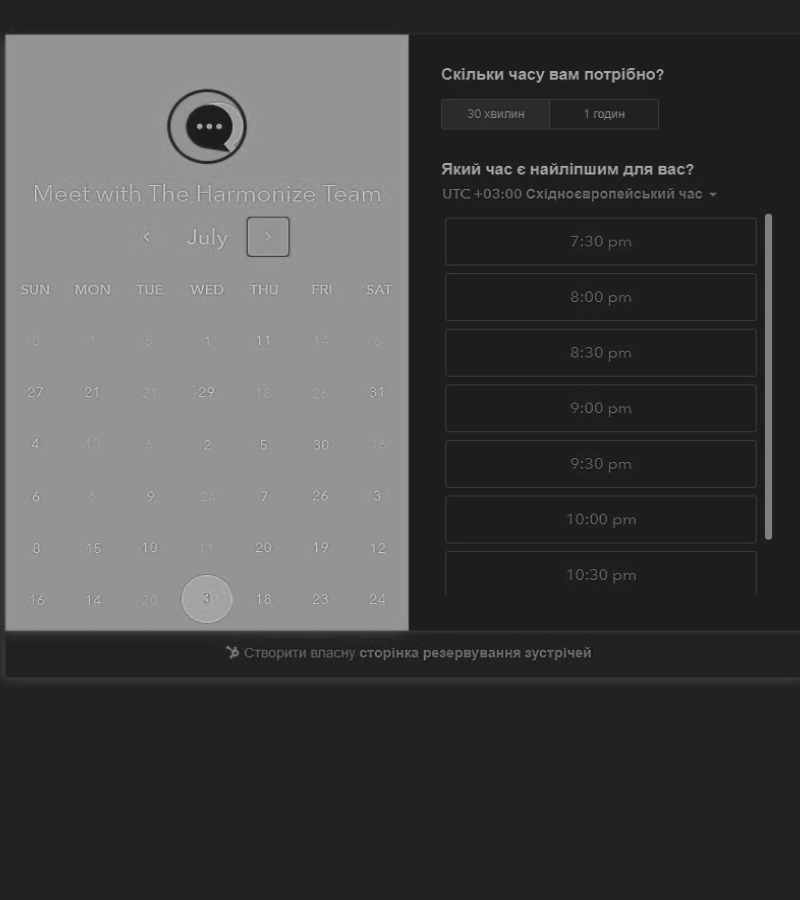 Meet with The Harmonize Team
July
SUN MON TUE WED THU FRI SAT
8 1 5 1 11 14 6
27 21 21 29 18 26 31
4 13 6 2 5 30 16
6 6 9 24 7 26 3
8 15 10 11 20 19 12
16 14 20 3 18 23 24
Скільки часу вам потрібно?
30 хвилин 1 годин
Який час є найліпшим для вас?
UTC +03:00 Східноєвропейський час
7:30 pm
8:00 pm
8:30 pm
9:00 pm
9:30 pm
10:00 pm
10:30 pm
Створити власну сторінка резервування зустрічей